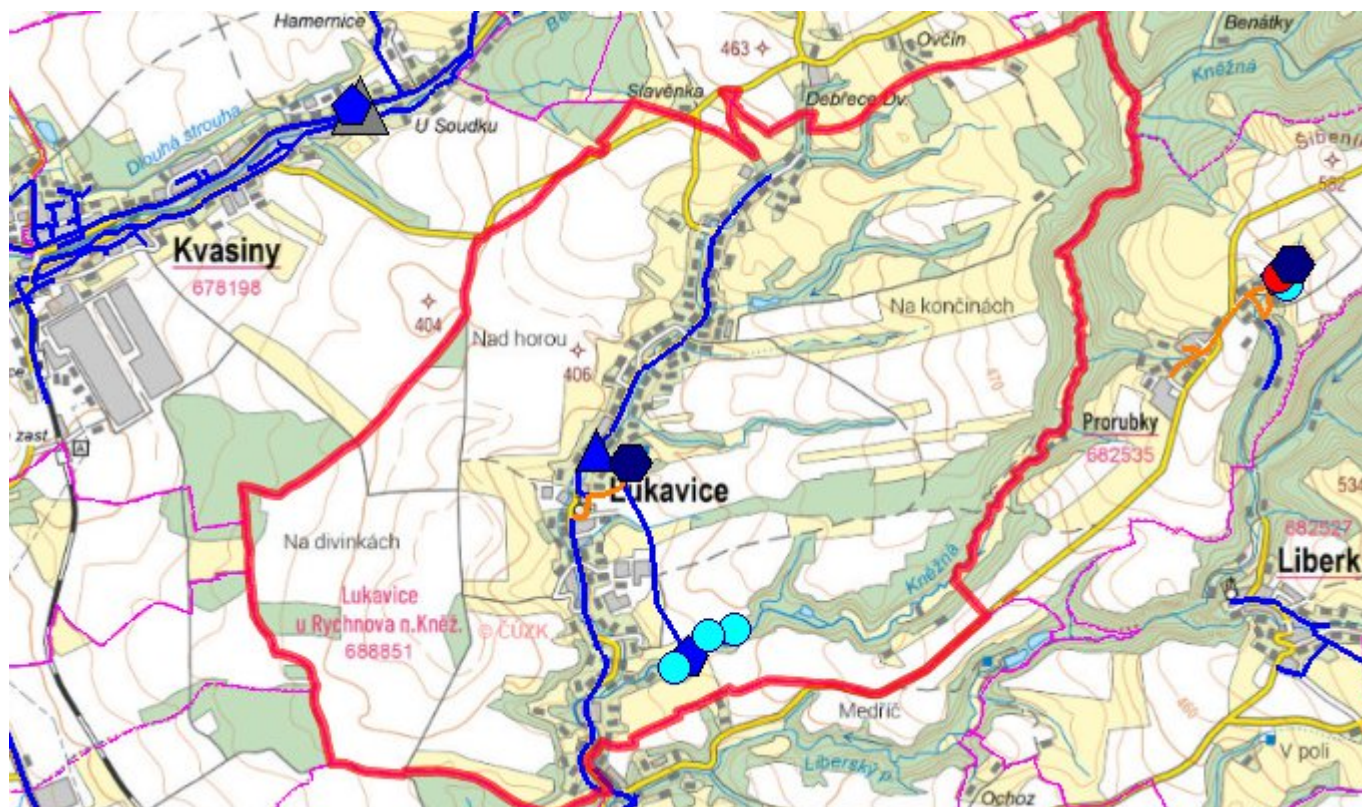 Hamernice
463
Ovčín
Benátky
Kněžná
Slavěnka
Debřece Dv.
U Soudku
Dlouhá strouha
582
Kvasiny
678198
404
Nad horou
406
Na končinách
470
Prorubky
682535
zast
A
Lukavice
534
682527
Na divinkách
Liberk
Kněžná
Lukavice
u Rychnova n.Kněž.
688851
© ČÚZK
Medříč
460
V poli
Liberský p.
Ochoz